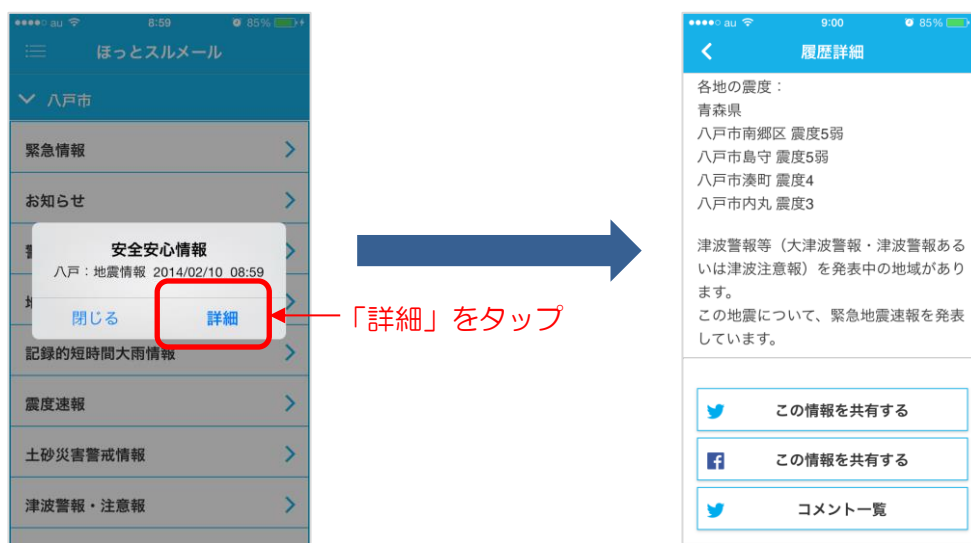 au 8:59 85%
ほっとスルメール
八戸市
緊急情報
お知らせ
安全安心情報
八戸：地震情報 2014/02/10 08:59
閉じる 詳細
記録的短時間大雨情報
震度速報
土砂災害警戒情報
津波警報・注意報
「詳細」をタップ
au 9:00 85%
履歴詳細
各地の震度：
青森県
八戸市南郷区 震度5弱
八戸市島守 震度5弱
八戸市湊町 震度4
八戸市内丸 震度3
津波警報等（大津波警報・津波警報ある
いは津波注意報）を発表中の地域があり
ます。
この地震について、緊急地震速報を発表
しています。
この情報を共有する
この情報を共有する
コメント一覧